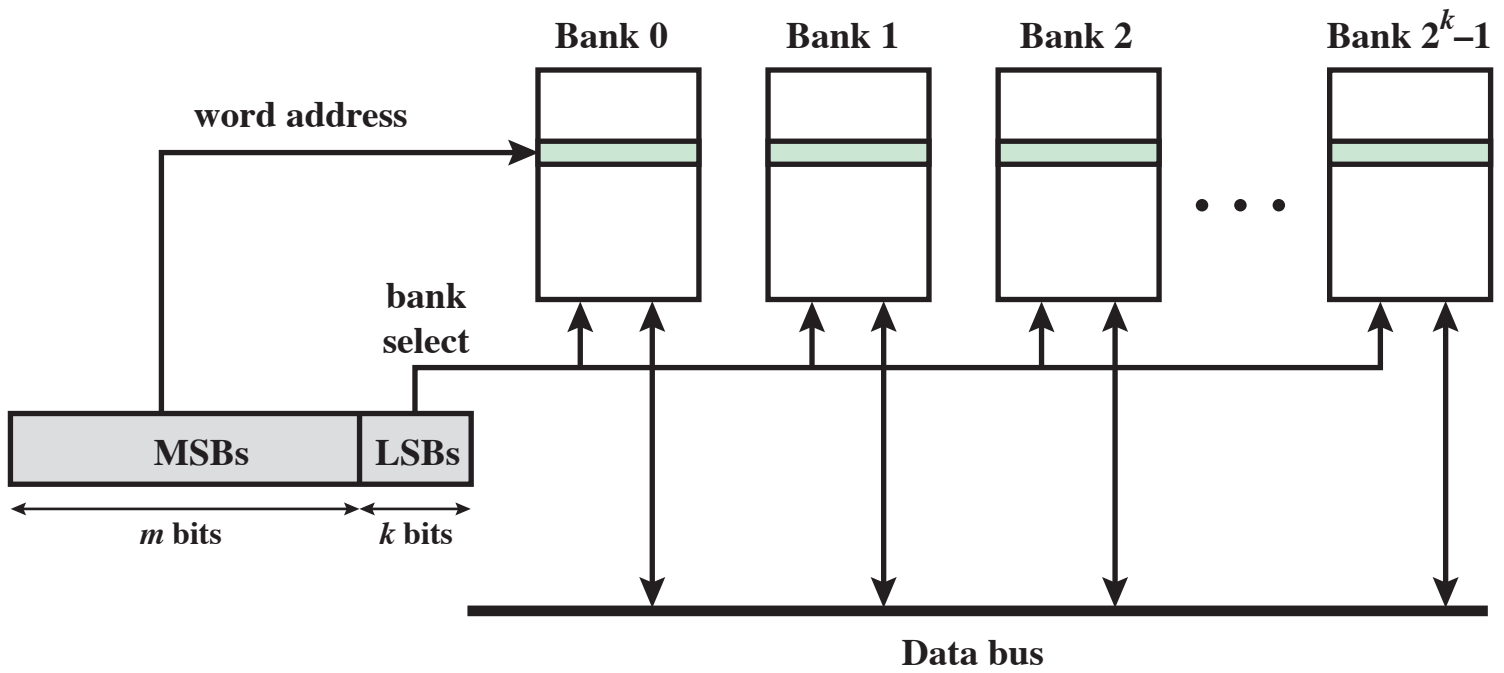 Bank 0 Bank 1 Bank 2 Bank 2^k–1
word address
bank
select
MSBs LSBs
m bits k bits
Data bus